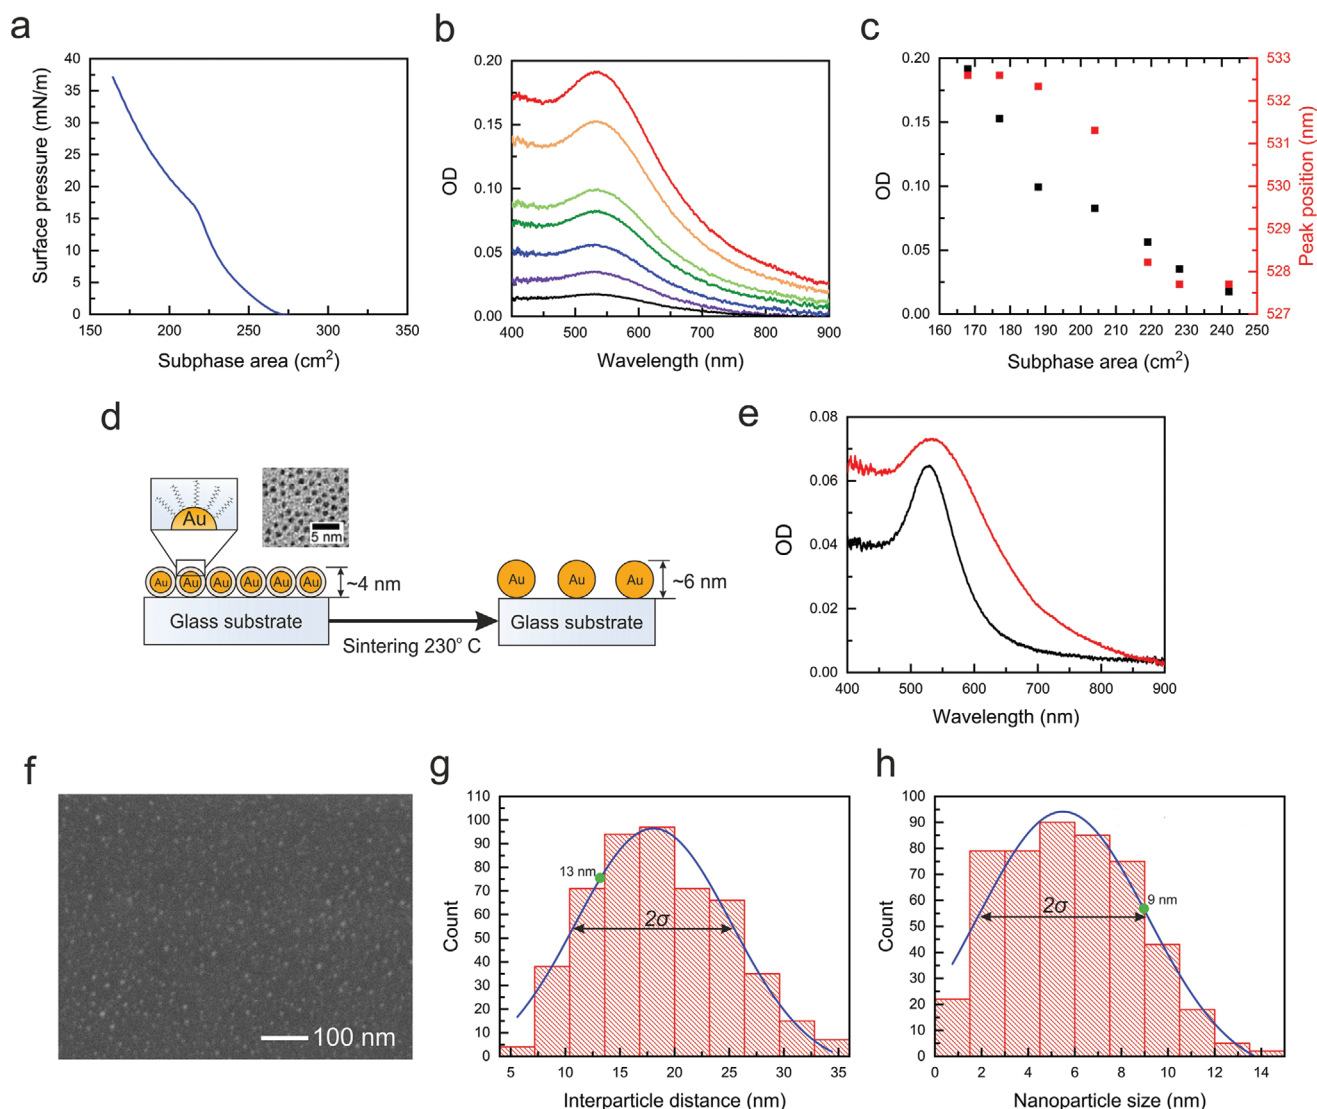 a
40
35
30
25
20
15
10
5
0
150 200 250 300 350
Surface pressure (mN/m)
Subphase area (cm²)
b
0.20
0.15
0.10
0.05
0.00
400 500 600 700 800 900
OD
Wavelength (nm)
c
0.20
0.15
0.10
0.05
0.00
160 170 180 190 200 210 220 230 240 250
533
532
531
530
529
528
527
OD
Peak position (nm)
Subphase area (cm²)
d
Au
5 nm
Au Au Au Au Au Au
~4 nm
Glass substrate
Sintering 230° C
Au Au Au
~6 nm
Glass substrate
e
0.08
0.06
0.04
0.02
0.00
400 500 600 700 800 900
OD
Wavelength (nm)
f
100 nm
g
110
100
90
80
70
60
50
40
30
20
10
0
5 10 15 20 25 30 35
13 nm
2σ
Count
Interparticle distance (nm)
h
100
90
80
70
60
50
40
30
20
10
0
0 2 4 6 8 10 12 14
9 nm
2σ
Count
Nanoparticle size (nm)